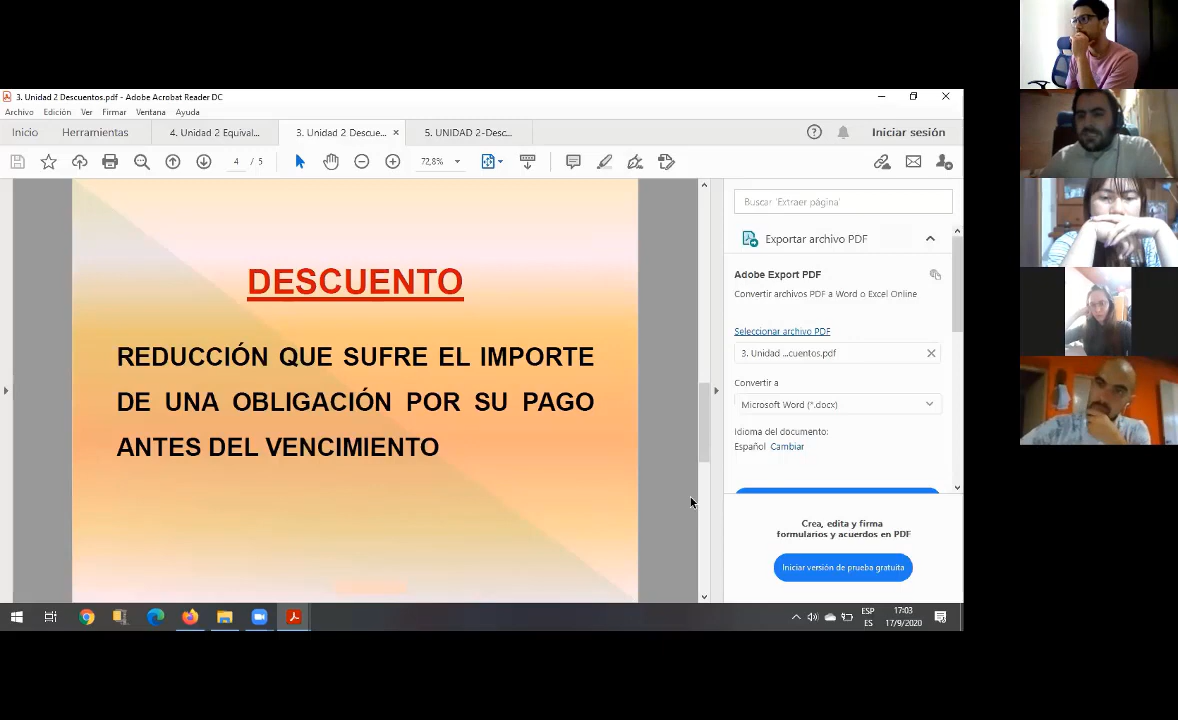 3. Unidad 2 Descuentos.pdf - Adobe Acrobat Reader DC
Archivo Edición Ver Firmar Ventana Ayuda
Inicio Herramientas 4. Unidad 2 Equival... 3. Unidad 2 Descue... × 5. UNIDAD 2-Desc... Iniciar sesión
4 / 5 72,8%
DESCUENTO
REDUCCIÓN QUE SUFRE EL IMPORTE
DE UNA OBLIGACIÓN POR SU PAGO
ANTES DEL VENCIMIENTO
Buscar 'Extraer página'
Exportar archivo PDF
Adobe Export PDF
Convertir archivos PDF a Word o Excel Online
Seleccionar archivo PDF
3. Unidad ...cuentos.pdf
Convertir a
Microsoft Word (*.docx)
Idioma del documento:
Español Cambiar
Crea, edita y firma
formularios y acuerdos en PDF
Iniciar versión de prueba gratuita
ESP 17:03
ES 17/9/2020